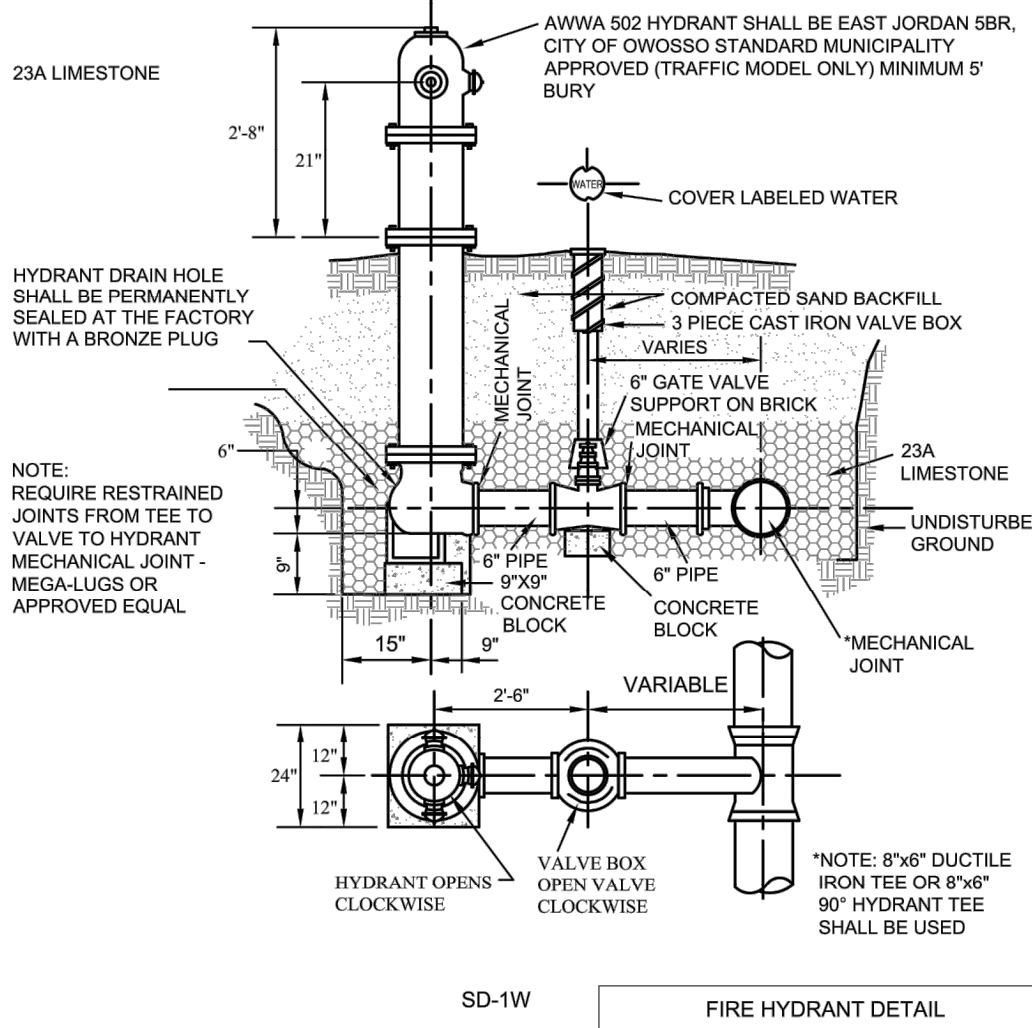 AWWA 502 HYDRANT SHALL BE EAST JORDAN 5BR,
CITY OF OWOSSO STANDARD MUNICIPALITY
APPROVED (TRAFFIC MODEL ONLY) MINIMUM 5'
BURY
23A LIMESTONE
2'-8"
21"
WATER
COVER LABELED WATER
HYDRANT DRAIN HOLE
SHALL BE PERMANENTLY
SEALED AT THE FACTORY
WITH A BRONZE PLUG
MECHANICAL
JOINT
COMPACTED SAND BACKFILL
3 PIECE CAST IRON VALVE BOX
VARIES
6" GATE VALVE
SUPPORT ON BRICK
MECHANICAL
JOINT
6"
23A
LIMESTONE
NOTE:
REQUIRE RESTRAINED
JOINTS FROM TEE TO
VALVE TO HYDRANT
MECHANICAL JOINT -
MEGA-LUGS OR
APPROVED EQUAL
UNDISTURBE
GROUND
9"
6" PIPE
9"X9"
CONCRETE
BLOCK
6" PIPE
CONCRETE
BLOCK
*MECHANICAL
JOINT
15"
9"
2'-6"
VARIABLE
24"
12"
12"
HYDRANT OPENS
CLOCKWISE
VALVE BOX
OPEN VALVE
CLOCKWISE
*NOTE: 8"x6" DUCTILE
IRON TEE OR 8"x6"
90° HYDRANT TEE
SHALL BE USED
SD-1W
FIRE HYDRANT DETAIL